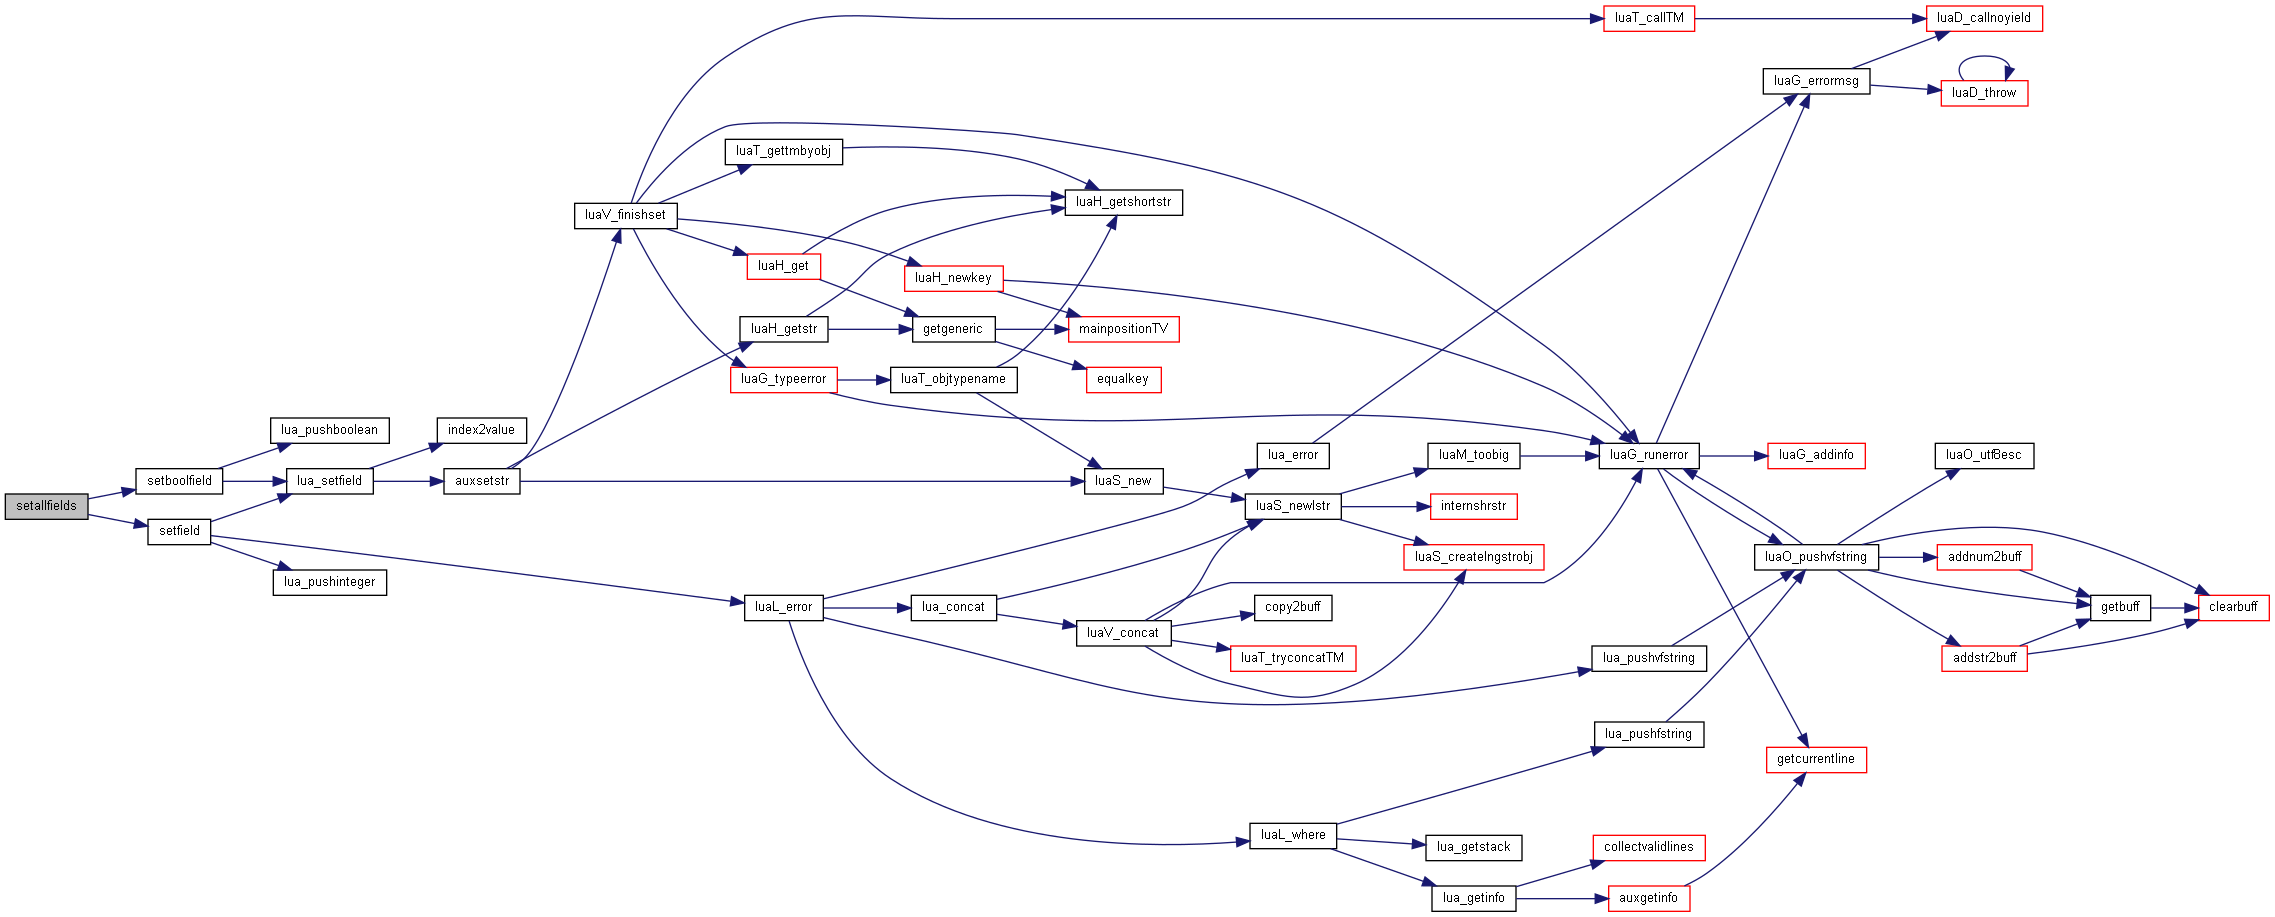 luaT_callTM
luaD_callnoyield
luaG_errormsg
luaD_throw
luaT_gettmbyobj
luaH_getshortstr
luaV_finishset
luaH_get
luaH_newkey
luaH_getstr
getgeneric
mainpositionTV
luaG_typeerror
luaT_objtypename
equalkey
lua_pushboolean
index2value
lua_error
luaM_toobig
luaG_runerror
luaG_addinfo
luaO_utf8esc
setboolfield
lua_setfield
auxsetstr
luaS_new
setallfields
luaS_newlstr
internshrstr
setfield
luaS_createlngstrobj
luaO_pushvfstring
addnum2buff
lua_pushinteger
luaL_error
lua_concat
copy2buff
getbuff
clearbuff
luaV_concat
luaT_tryconcatTM
lua_pushvfstring
addstr2buff
lua_pushfstring
getcurrentline
luaL_where
lua_getstack
collectvalidlines
lua_getinfo
auxgetinfo